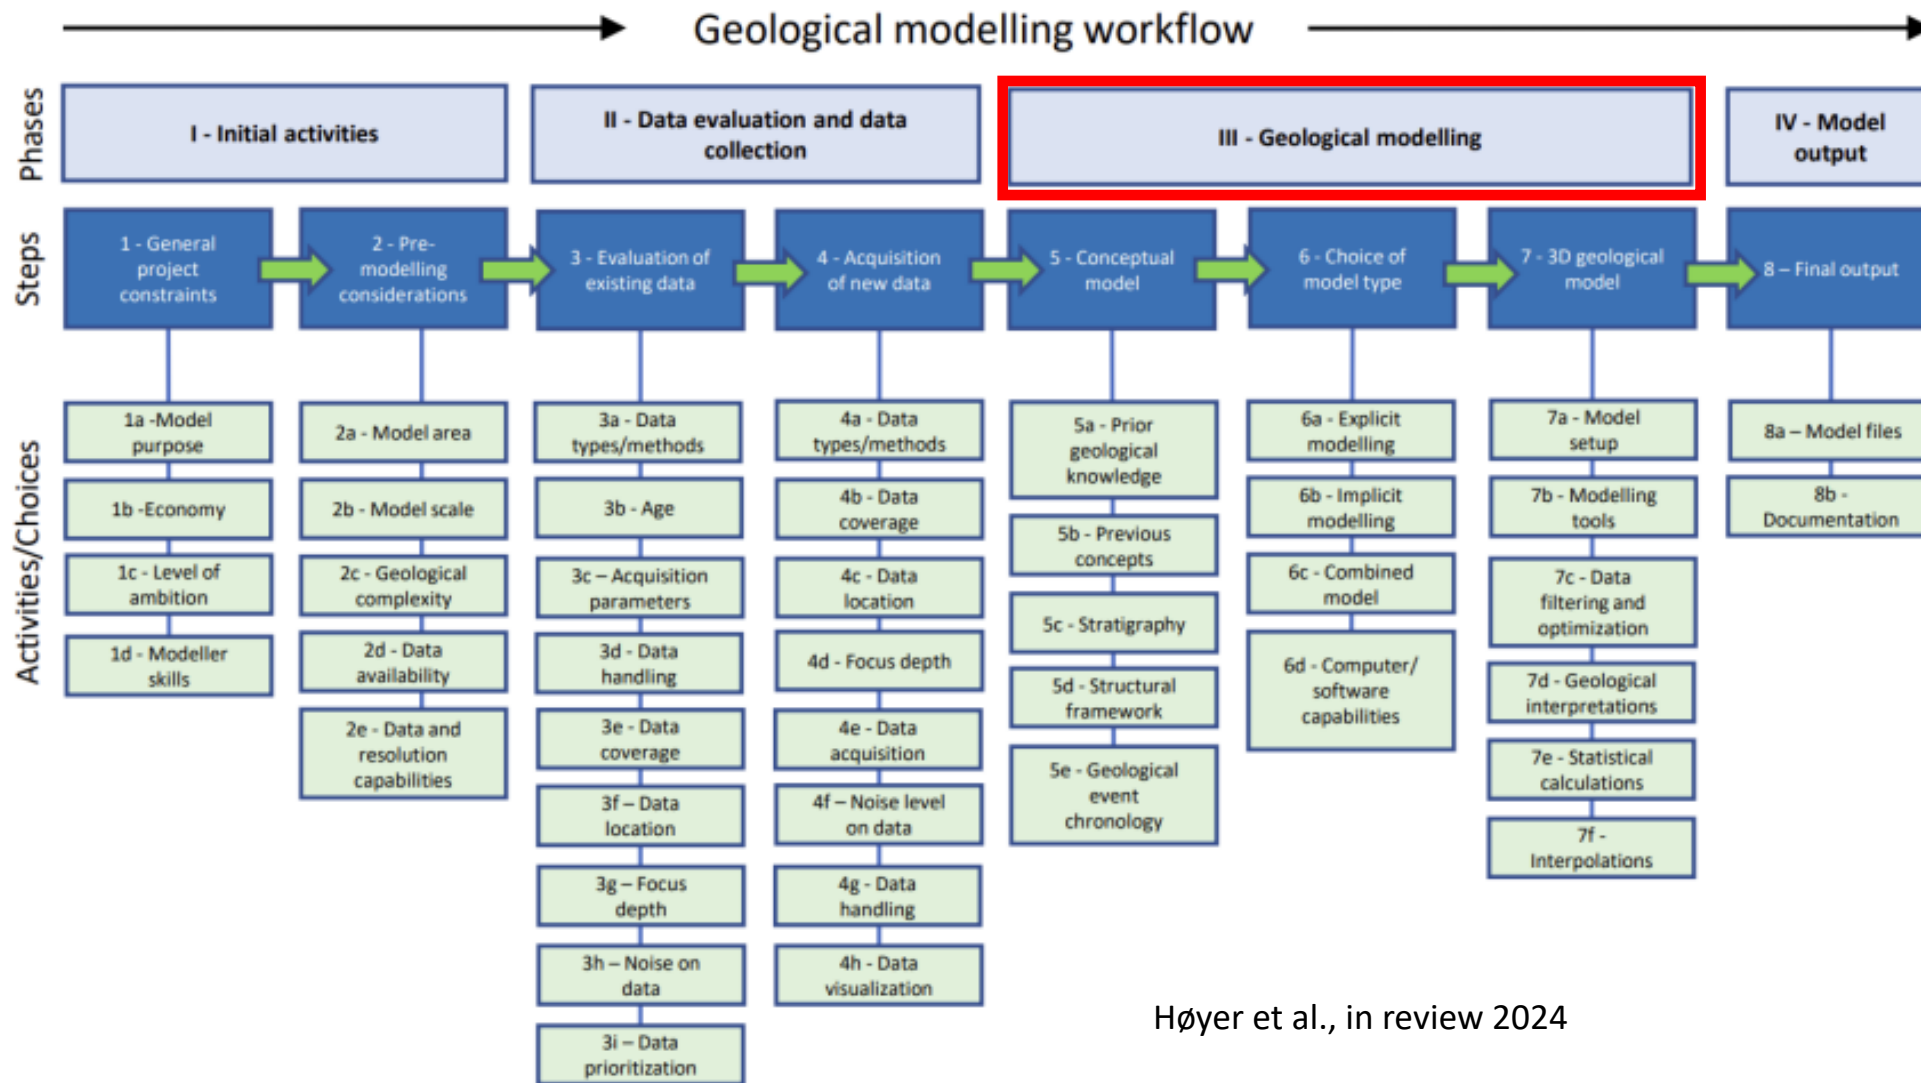 Geological modelling workflow
Phases
I - Initial activities
II - Data evaluation and data
collection
III - Geological modelling
IV - Model
output
Steps
1 - General
project
constraints
2 - Pre-
modelling
considerations
3 - Evaluation of
existing data
4 - Acquisition
of new data
5 - Conceptual
model
6 - Choice of
model type
7 - 3D geological
model
8 – Final output
Activities/Choices
1a -Model
purpose
1b -Economy
1c - Level of
ambition
1d - Modeller
skills
2a - Model area
2b - Model scale
2c - Geological
complexity
2d - Data
availability
2e - Data and
resolution
capabilities
3a - Data
types/methods
3b - Age
3c – Acquisition
parameters
3d - Data
handling
3e - Data
coverage
3f – Data
location
3g – Focus
depth
3h – Noise on
data
3i – Data
prioritization
4a - Data
types/methods
4b - Data
coverage
4c - Data
location
4d - Focus depth
4e - Data
acquisition
4f – Noise level
on data
4g - Data
handling
4h - Data
visualization
5a - Prior
geological
knowledge
5b - Previous
concepts
5c - Stratigraphy
5d - Structural
framework
5e - Geological
event
chronology
6a - Explicit
modelling
6b - Implicit
modelling
6c - Combined
model
6d - Computer/
software
capabilities
7a - Model
setup
7b - Modelling
tools
7c - Data
filtering and
optimization
7d - Geological
interpretations
7e - Statistical
calculations
7f -
Interpolations
8a – Model files
8b -
Documentation
Høyer et al., in review 2024